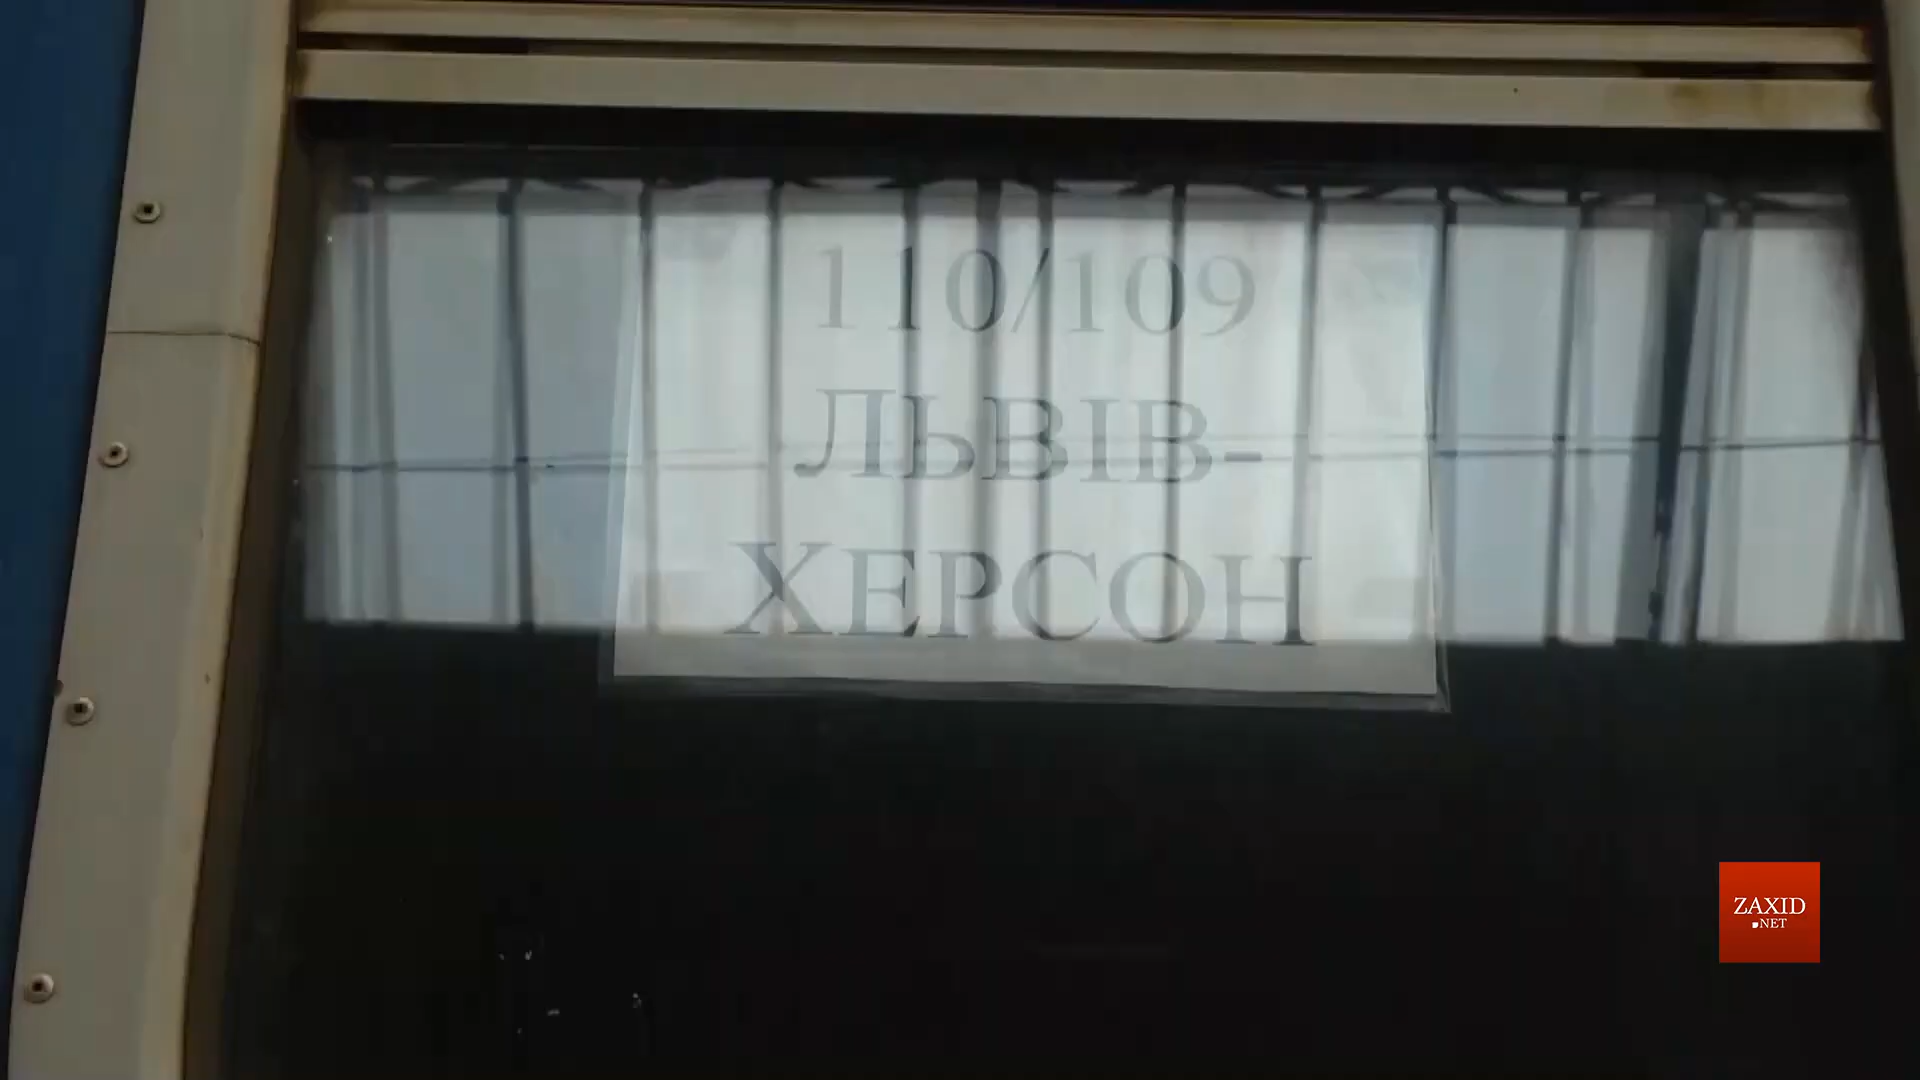 110/109
ЛЬВІВ-
ХЕРСОН
ZAXID
.NET